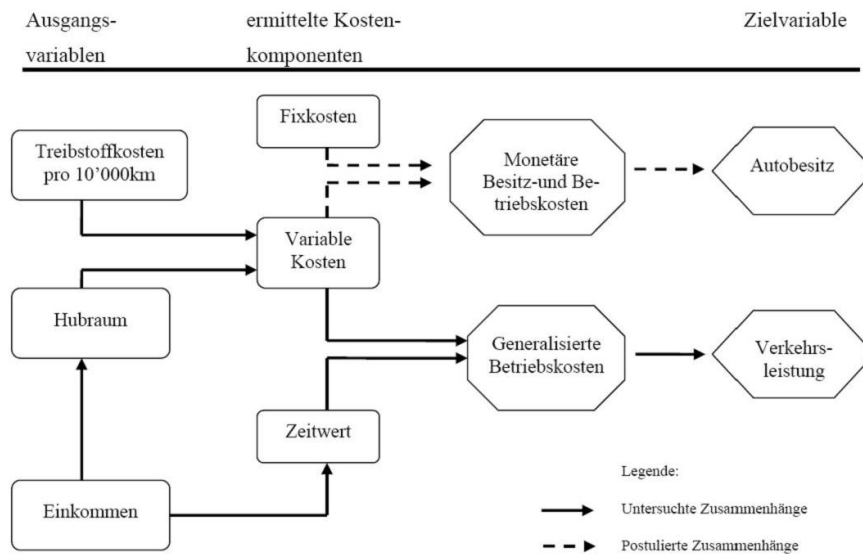 Ausgangs-
variablen
ermittelte Kosten-
komponenten
Zielvariable
Fixkosten
Treibstoffkosten
pro 10’000km
Monetäre
Besitz-und Be-
triebskosten
Autobesitz
Variable
Kosten
Hubraum
Generalisierte
Betriebskosten
Verkehrs-
leistung
Zeitwert
Einkommen
Legende:
Untersuchte Zusammenhänge
Postulierte Zusammenhänge